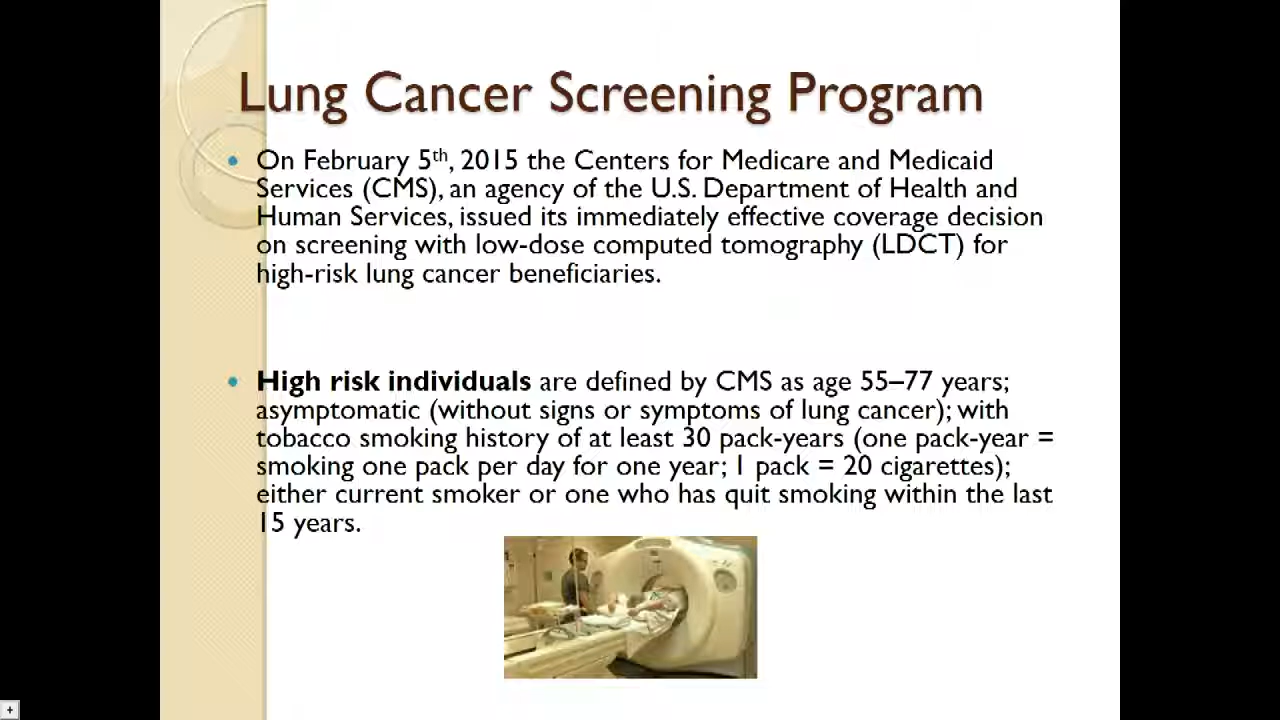 Lung Cancer Screening Program
• On February 5th, 2015 the Centers for Medicare and Medicaid
Services (CMS), an agency of the U.S. Department of Health and
Human Services, issued its immediately effective coverage decision
on screening with low-dose computed tomography (LDCT) for
high-risk lung cancer beneficiaries.
• High risk individuals are defined by CMS as age 55–77 years;
asymptomatic (without signs or symptoms of lung cancer); with
tobacco smoking history of at least 30 pack-years (one pack-year =
smoking one pack per day for one year; 1 pack = 20 cigarettes);
either current smoker or one who has quit smoking within the last
15 years.
+